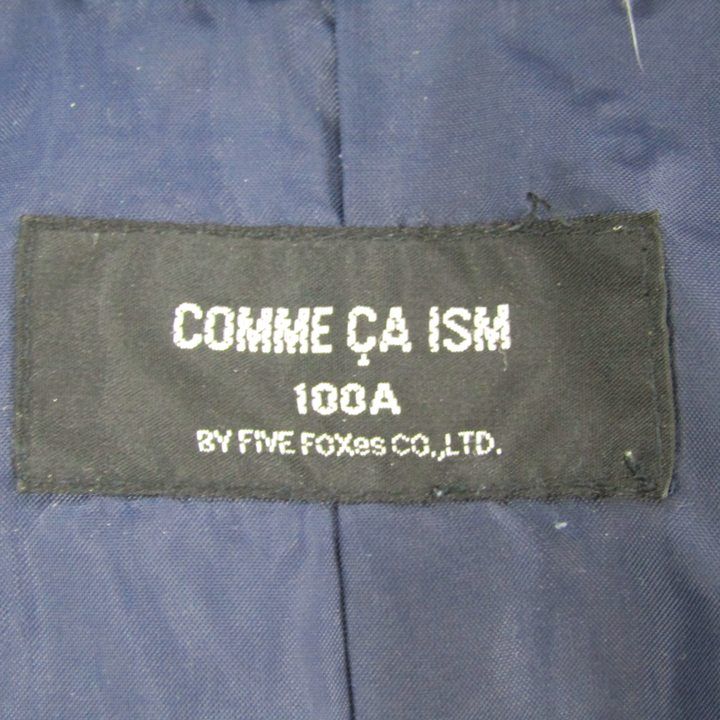 COMME ÇA ISM
100A
BY FIVE FOXes CO.,LTD.